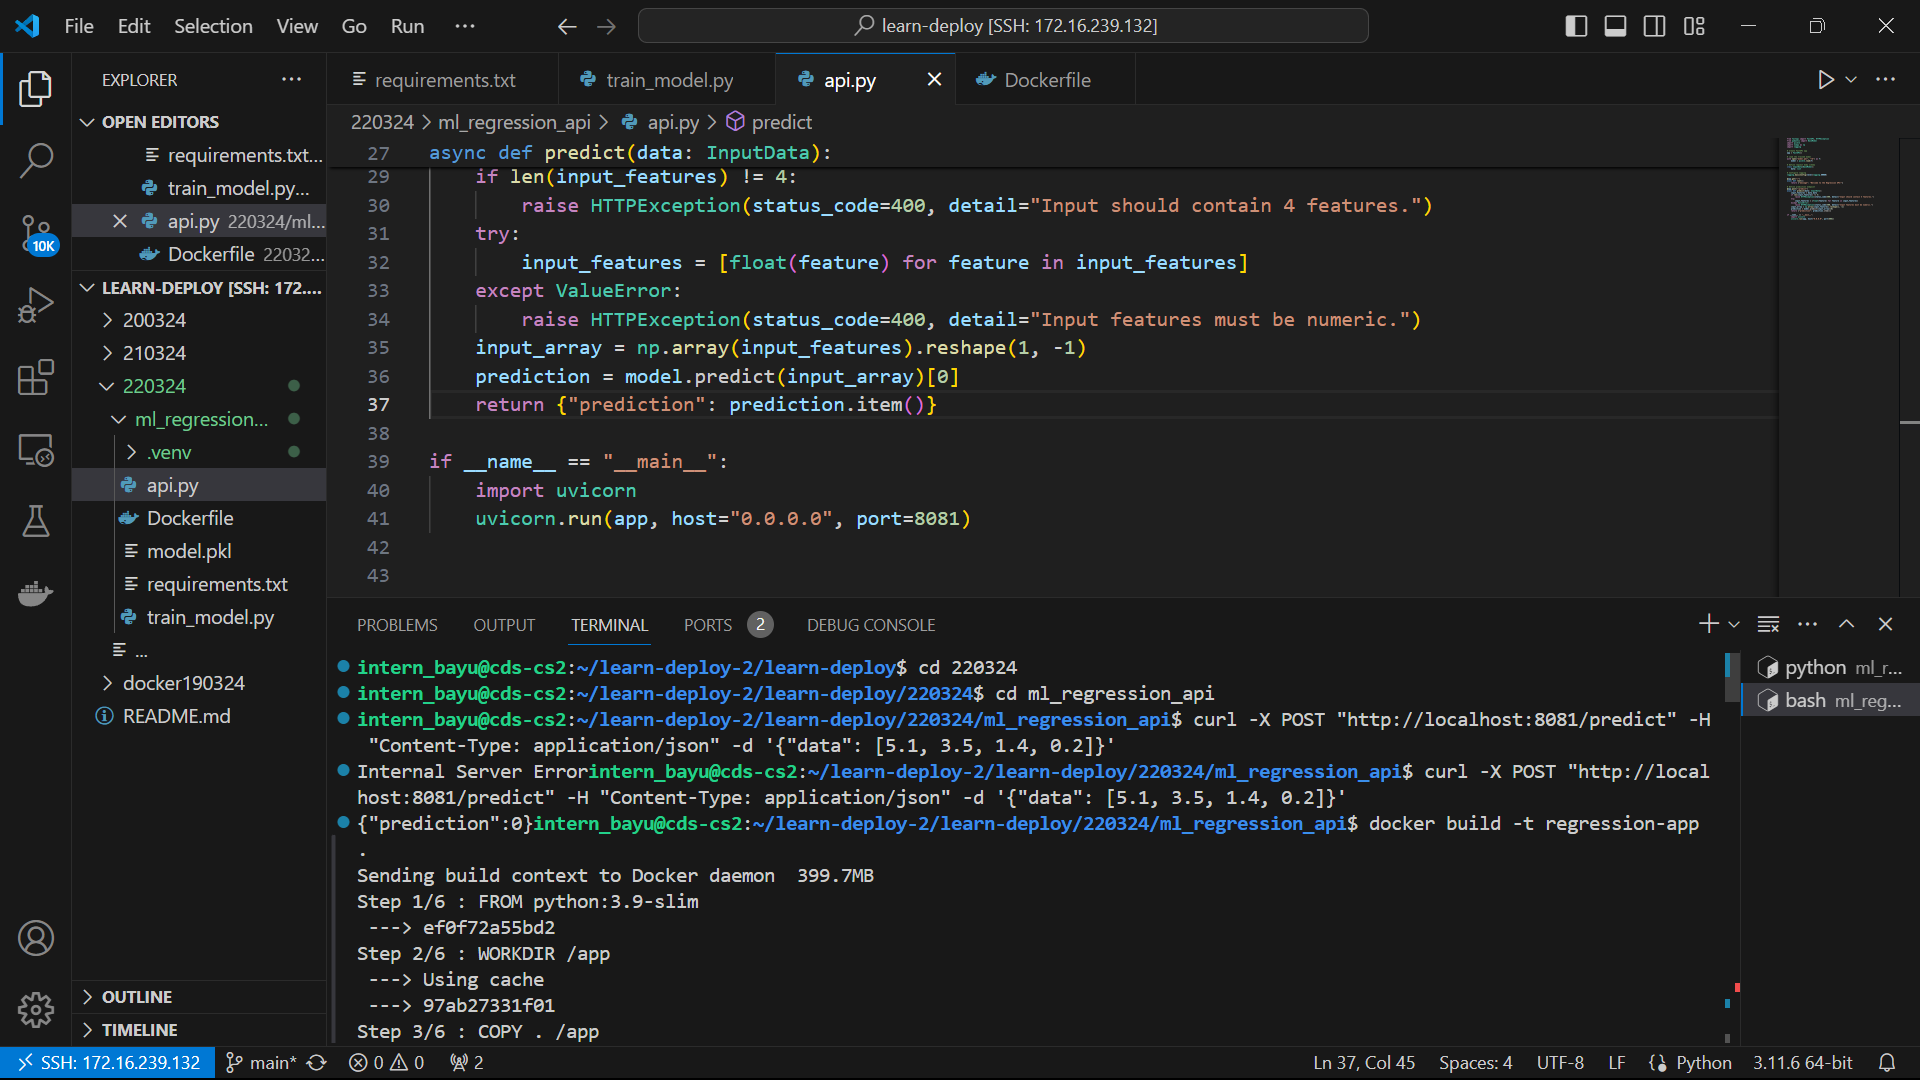 File Edit Selection View Go Run ···
learn-deploy [SSH: 172.16.239.132]
EXPLORER ···
OPEN EDITORS
requirements.txt...
train_model.py...
api.py 220324/ml...
Dockerfile 22032...
LEARN-DEPLOY [SSH: 172....
200324
210324
220324
ml_regression...
.venv
api.py
Dockerfile
model.pkl
requirements.txt
train_model.py
...
docker190324
README.md
OUTLINE
TIMELINE
10K
requirements.txt train_model.py api.py Dockerfile
220324 > ml_regression_api > api.py > predict
27 async def predict(data: InputData):
29 if len(input_features) != 4:
30 raise HTTPException(status_code=400, detail="Input should contain 4 features.")
31 try:
32 input_features = [float(feature) for feature in input_features]
33 except ValueError:
34 raise HTTPException(status_code=400, detail="Input features must be numeric.")
35 input_array = np.array(input_features).reshape(1, -1)
36 prediction = model.predict(input_array)[0]
37 return {"prediction": prediction.item()}
38
39 if __name__ == "__main__":
40 import uvicorn
41 uvicorn.run(app, host="0.0.0.0", port=8081)
42
43
PROBLEMS OUTPUT TERMINAL PORTS 2 DEBUG CONSOLE
intern_bayu@cds-cs2:~/learn-deploy-2/learn-deploy$ cd 220324
intern_bayu@cds-cs2:~/learn-deploy-2/learn-deploy/220324$ cd ml_regression_api
intern_bayu@cds-cs2:~/learn-deploy-2/learn-deploy/220324/ml_regression_api$ curl -X POST "http://localhost:8081/predict" -H
"Content-Type: application/json" -d '{"data": [5.1, 3.5, 1.4, 0.2]}'
Internal Server Errorintern_bayu@cds-cs2:~/learn-deploy-2/learn-deploy/220324/ml_regression_api$ curl -X POST "http://local
host:8081/predict" -H "Content-Type: application/json" -d '{"data": [5.1, 3.5, 1.4, 0.2]}'
{"prediction":0}intern_bayu@cds-cs2:~/learn-deploy-2/learn-deploy/220324/ml_regression_api$ docker build -t regression-app
.
Sending build context to Docker daemon 399.7MB
Step 1/6 : FROM python:3.9-slim
---> ef0f72a55bd2
Step 2/6 : WORKDIR /app
---> Using cache
---> 97ab27331f01
Step 3/6 : COPY . /app
python ml_r...
bash ml_reg...
SSH: 172.16.239.132 main* 0 0 2 Ln 37, Col 45 Spaces: 4 UTF-8 LF Python 3.11.6 64-bit